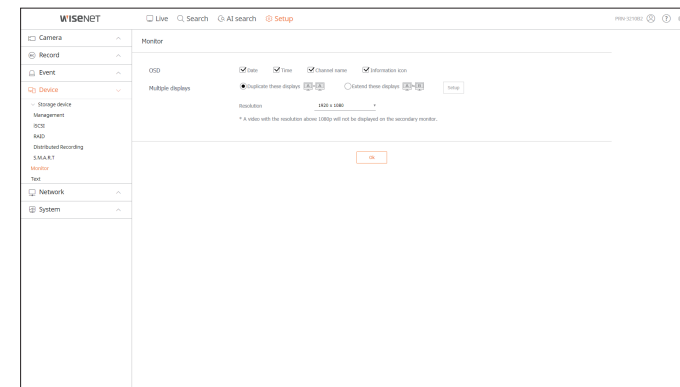 WISENET
Live Search AI search Setup
Camera
Record
Event
Device
Storage device
Management
iSCSI
RAID
Distributed Recording
S.M.A.R.T
Monitor
Text
Network
System
Monitor
OSD Date Time Channel name Information icon
Multiple displays Duplicate these displays A = A Extend these displays A = B Setup
Resolution 1920 x 1080
* A video with the resolution above 1080p will not be displayed on the secondary monitor.
OK